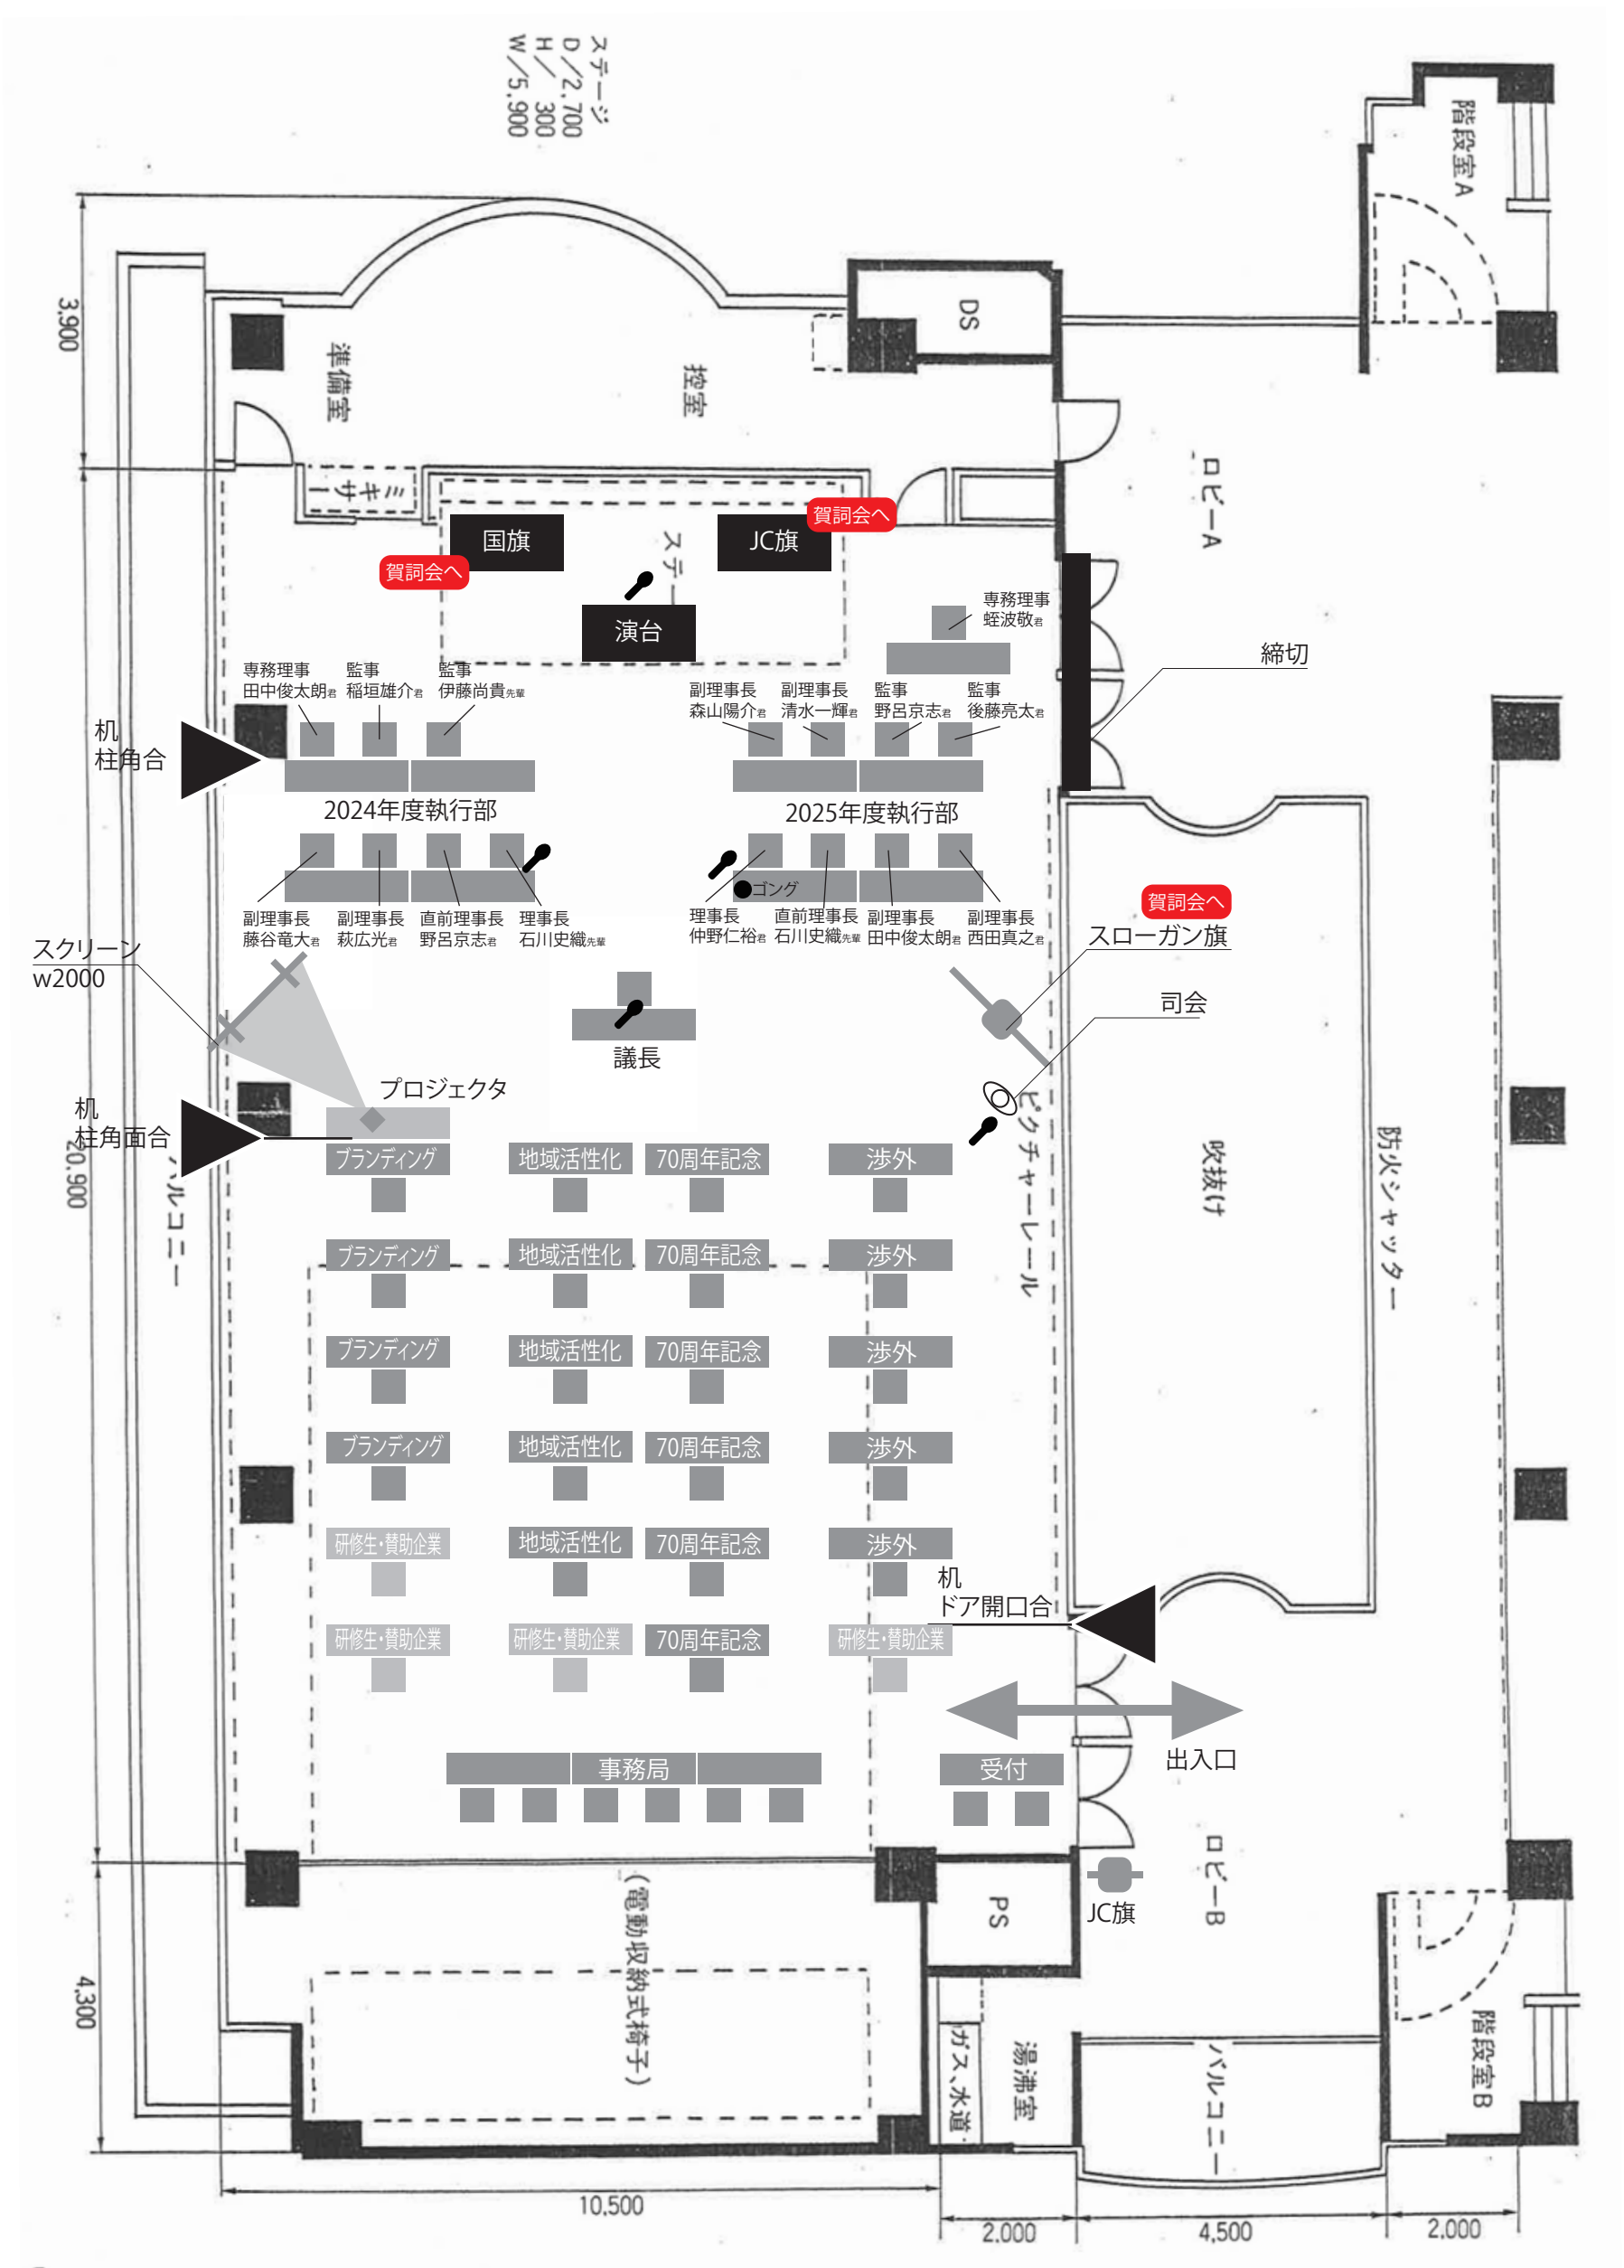 ステージ
D／2,700
H／ 300
W／5,900
階段室A
3,900
準備室
控室
DS
ロビーA
ミキサー
国旗
JC旗
賀詞会へ
賀詞会へ
ステー
演台
専務理事
蛭波敬君
締切
専務理事
田中俊太朗君
監事
稲垣雄介君
監事
伊藤尚貴先輩
副理事長
森山陽介君
副理事長
清水一輝君
監事
野呂京志君
監事
後藤亮太君
机
柱角合
2024年度執行部
2025年度執行部
ゴング
副理事長
藤谷竜大君
副理事長
萩広光君
直前理事長
野呂京志君
理事長
石川史織先輩
理事長
仲野仁裕君
直前理事長
石川史織先輩
副理事長
田中俊太朗君
副理事長
西田真之君
賀詞会へ
スローガン旗
スクリーン
w2000
司会
議長
プロジェクタ
机
柱角面合
20,900
バルコニー
ピクチャーレール
吹抜け
防火シャッター
ブランディング 地域活性化 70周年記念 渉外
ブランディング 地域活性化 70周年記念 渉外
ブランディング 地域活性化 70周年記念 渉外
ブランディング 地域活性化 70周年記念 渉外
研修生・賛助企業 地域活性化 70周年記念 渉外
研修生・賛助企業 研修生・賛助企業 70周年記念 研修生・賛助企業
机
ドア開口合
事務局
受付
出入口
ロビーB
JC旗
PS
（電動収納式椅子）
4,300
ガス、水道
湯沸室
バルコニー
階段室B
10,500
2,000
4,500
2,000